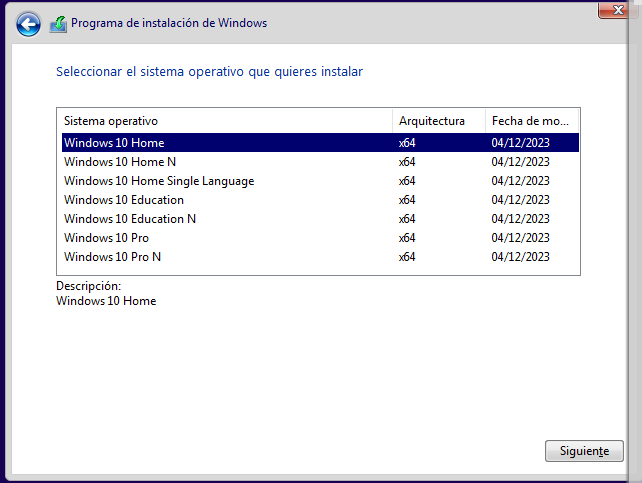 Programa de instalación de Windows
Seleccionar el sistema operativo que quieres instalar
Sistema operativo Arquitectura Fecha de mo...
Windows 10 Home x64 04/12/2023
Windows 10 Home N x64 04/12/2023
Windows 10 Home Single Language x64 04/12/2023
Windows 10 Education x64 04/12/2023
Windows 10 Education N x64 04/12/2023
Windows 10 Pro x64 04/12/2023
Windows 10 Pro N x64 04/12/2023
Descripción:
Windows 10 Home
Siguiente